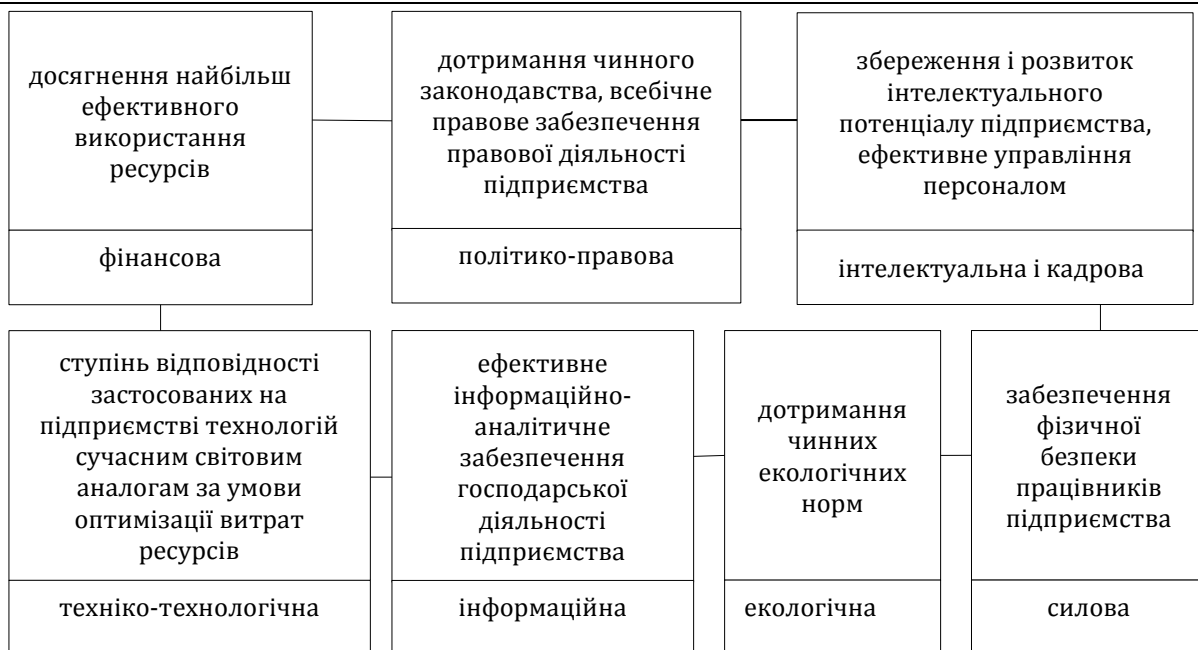 досягнення найбільш
ефективного
використання
ресурсів
фінансова
дотримання чинного
законодавства, всебічне
правове забезпечення
правової діяльності
підприємства
політико-правова
збереження і розвиток
інтелектуального
потенціалу підприємства,
ефективне управління
персоналом
інтелектуальна і кадрова
ступінь відповідності
застосованих на
підприємстві технологій
сучасним світовим
аналогам за умови
оптимізації витрат
ресурсів
техніко-технологічна
ефективне
інформаційно-
аналітичне
забезпечення
господарської
діяльності
підприємства
інформаційна
дотримання
чинних
екологічних
норм
екологічна
забезпечення
фізичної
безпеки
працівників
підприємства
силова